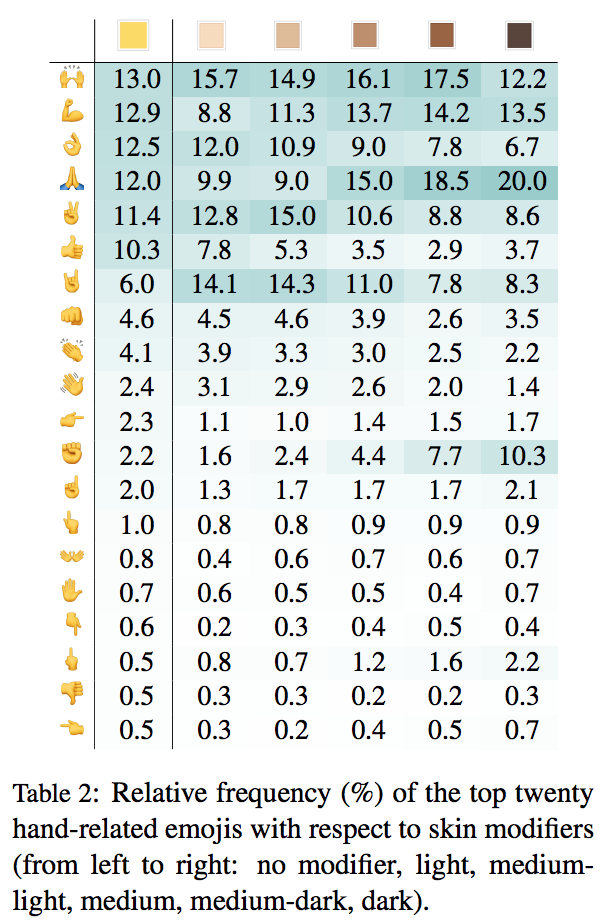 🙌 13.0 15.7 14.9 16.1 17.5 12.2
💪 12.9 8.8 11.3 13.7 14.2 13.5
👌 12.5 12.0 10.9 9.0 7.8 6.7
🙏 12.0 9.9 9.0 15.0 18.5 20.0
✌ 11.4 12.8 15.0 10.6 8.8 8.6
👍 10.3 7.8 5.3 3.5 2.9 3.7
🤘 6.0 14.1 14.3 11.0 7.8 8.3
👊 4.6 4.5 4.6 3.9 2.6 3.5
👏 4.1 3.9 3.3 3.0 2.5 2.2
👋 2.4 3.1 2.9 2.6 2.0 1.4
👉 2.3 1.1 1.0 1.4 1.5 1.7
✊ 2.2 1.6 2.4 4.4 7.7 10.3
☝ 2.0 1.3 1.7 1.7 1.7 2.1
👆 1.0 0.8 0.8 0.9 0.9 0.9
👐 0.8 0.4 0.6 0.7 0.6 0.7
✋ 0.7 0.6 0.5 0.5 0.4 0.7
👇 0.6 0.2 0.3 0.4 0.5 0.4
🖕 0.5 0.8 0.7 1.2 1.6 2.2
👎 0.5 0.3 0.3 0.2 0.2 0.3
👈 0.5 0.3 0.2 0.4 0.5 0.7
Table 2: Relative frequency (%) of the top twenty
hand-related emojis with respect to skin modifiers
(from left to right: no modifier, light, medium-
light, medium, medium-dark, dark).